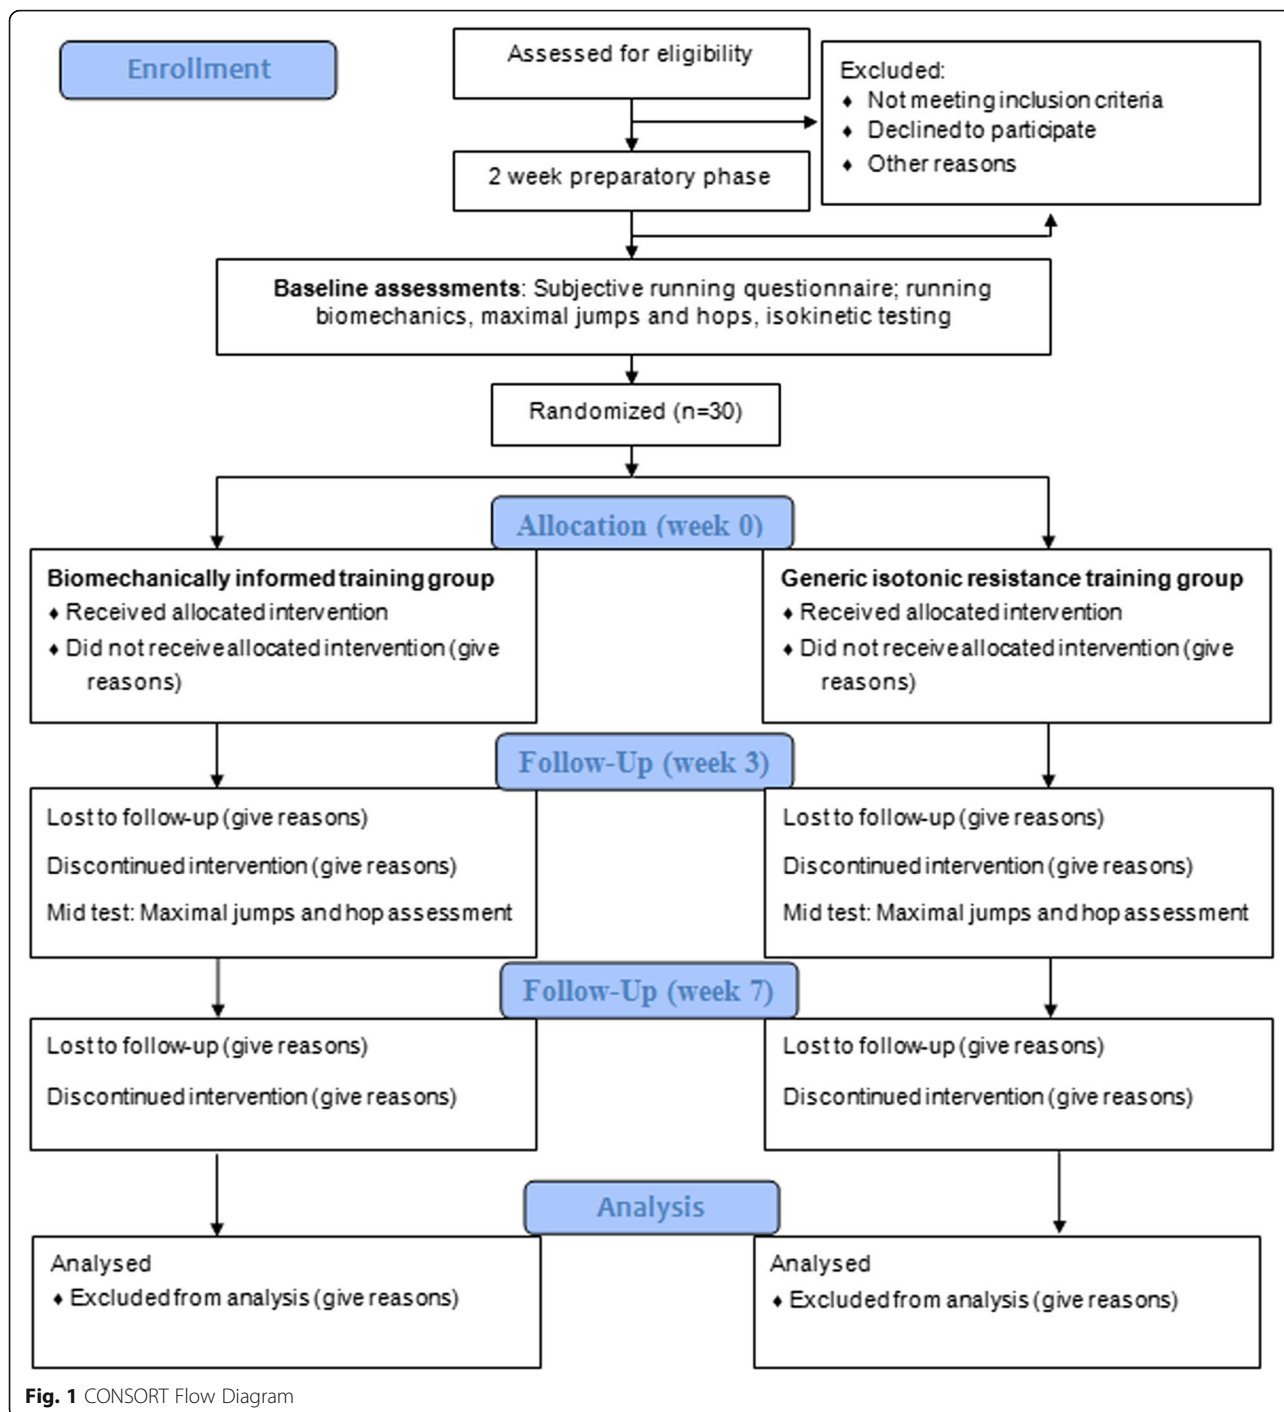 Enrollment
Assessed for eligibility
Excluded:
♦ Not meeting inclusion criteria
♦ Declined to participate
♦ Other reasons
2 week preparatory phase
Baseline assessments: Subjective running questionnaire; running
biomechanics, maximal jumps and hops, isokinetic testing
Randomized (n=30)
Allocation (week 0)
Biomechanically informed training group
♦ Received allocated intervention
♦ Did not receive allocated intervention (give
reasons)
Generic isotonic resistance training group
♦ Received allocated intervention
♦ Did not receive allocated intervention (give
reasons)
Follow-Up (week 3)
Lost to follow-up (give reasons)
Discontinued intervention (give reasons)
Mid test: Maximal jumps and hop assessment
Lost to follow-up (give reasons)
Discontinued intervention (give reasons)
Mid test: Maximal jumps and hop assessment
Follow-Up (week 7)
Lost to follow-up (give reasons)
Discontinued intervention (give reasons)
Lost to follow-up (give reasons)
Discontinued intervention (give reasons)
Analysis
Analysed
♦ Excluded from analysis (give reasons)
Analysed
♦ Excluded from analysis (give reasons)
Fig. 1 CONSORT Flow Diagram